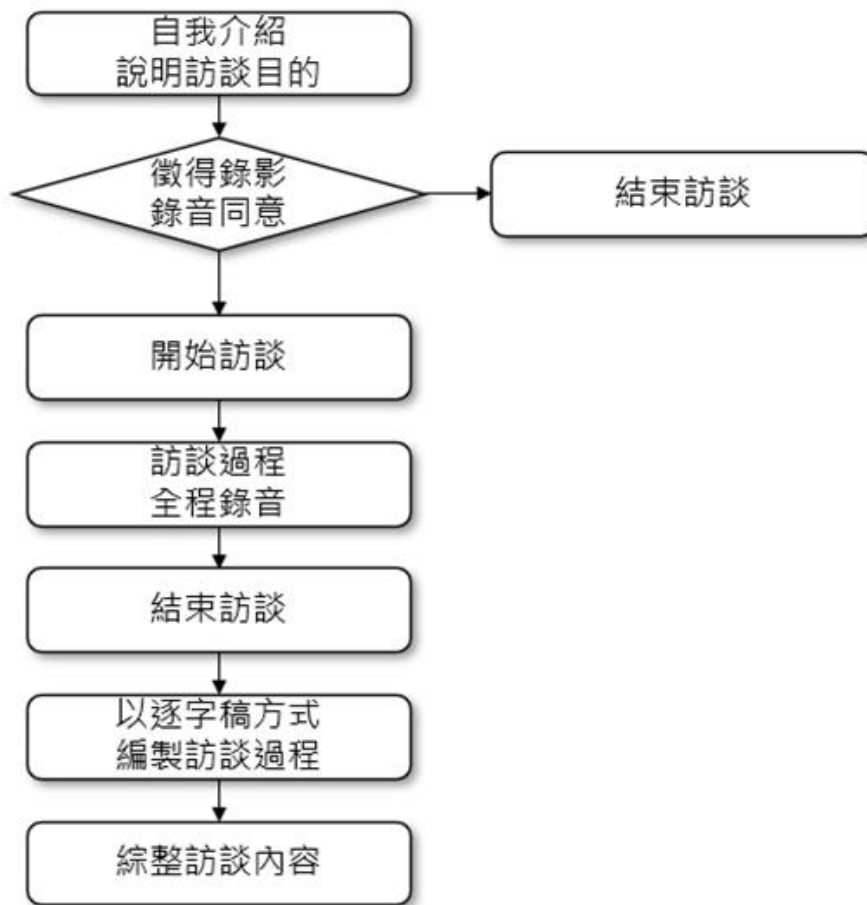 自我介紹
說明訪談目的
徵得錄影
錄音同意
結束訪談
開始訪談
訪談過程
全程錄音
結束訪談
以逐字稿方式
編製訪談過程
綜整訪談內容